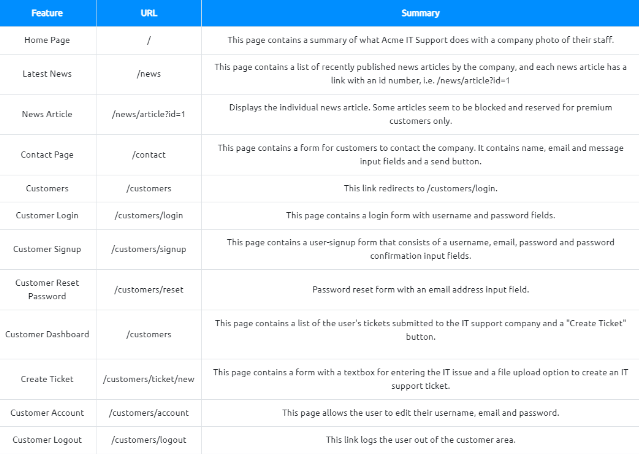 Feature URL Summary
Home Page / This page contains a summary of what Acme IT Support does with a company photo of their staff.
Latest News /news This page contains a list of recently published news articles by the company, and each news article has a
link with an id number, i.e. /news/article?id=1
News Article /news/article?id=1 Displays the individual news article. Some articles seem to be blocked and reserved for premium
customers only.
Contact Page /contact This page contains a form for customers to contact the company. It contains name, email and message
input fields and a send button.
Customers /customers This link redirects to /customers/login.
Customer Login /customers/login This page contains a login form with username and password fields.
Customer Signup /customers/signup This page contains a user-signup form that consists of a username, email, password and password
confirmation input fields.
Customer Reset
Password /customers/reset Password reset form with an email address input field.
Customer Dashboard /customers This page contains a list of the user's tickets submitted to the IT support company and a "Create Ticket"
button.
Create Ticket /customers/ticket/new This page contains a form with a textbox for entering the IT issue and a file upload option to create an IT
support ticket.
Customer Account /customers/account This page allows the user to edit their username, email and password.
Customer Logout /customers/logout This link logs the user out of the customer area.